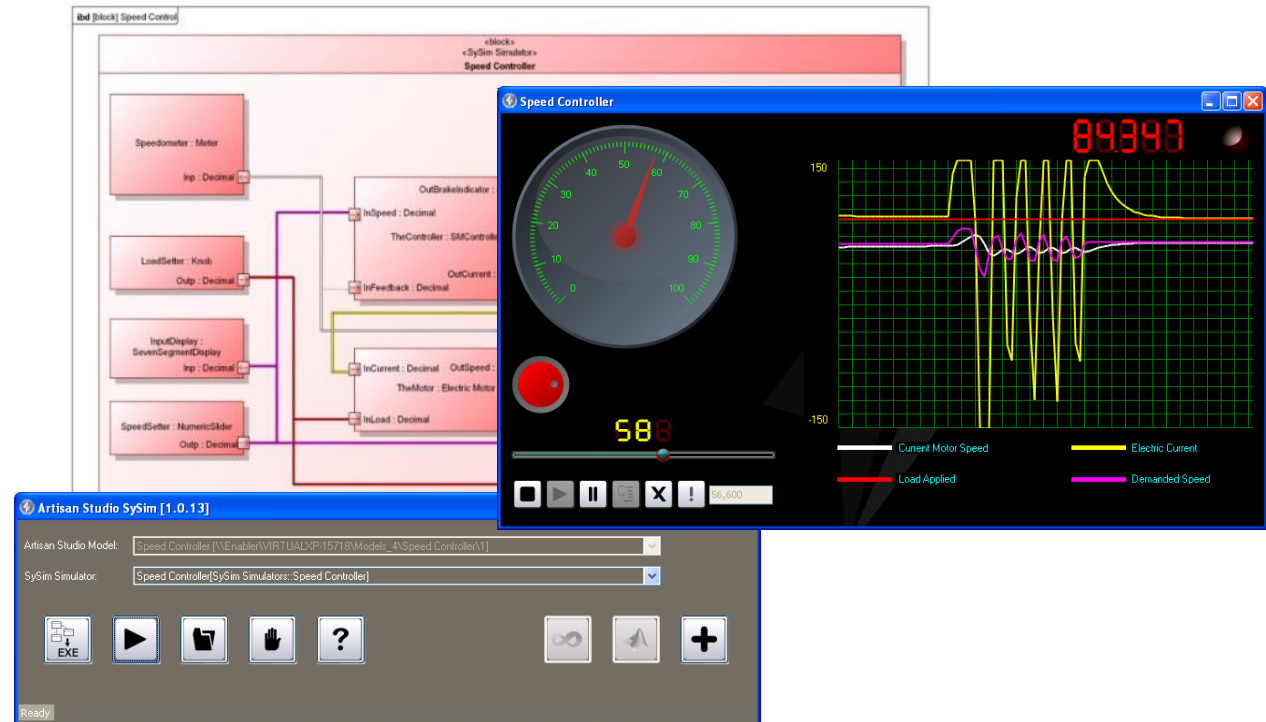 ibd [block] Speed Control
«block»
«SySim Simulator»
Speed Controller
Speedometer : Meter
Inp : Decimal
LoadSetter : Knob
Outp : Decimal
InputDisplay :
SevenSegmentDisplay
Inp : Decimal
SpeedSetter : NumericSlider
Outp : Decimal
OutBrakeIndicator :
InSpeed : Decimal
TheController : SMControlle
OutCurrent :
InFeedback : Decimal
InCurrent : Decimal OutSpeed :
TheMotor : Electric Motor
InLoad : Decimal
Speed Controller
0
10
20
30
40
50
60
70
80
90
100
58
56,600
84.347
150
-150
Current Motor Speed
Electric Current
Load Applied
Demanded Speed
Artisan Studio SySim [1.0.13]
Artisan Studio Model:
Speed Controller [\\Enabler\VIRTUALXP-15718\Models_4\Speed Controller\1]
SySim Simulator:
Speed Controller[SySim Simulators::Speed Controller]
EXE
?
Ready